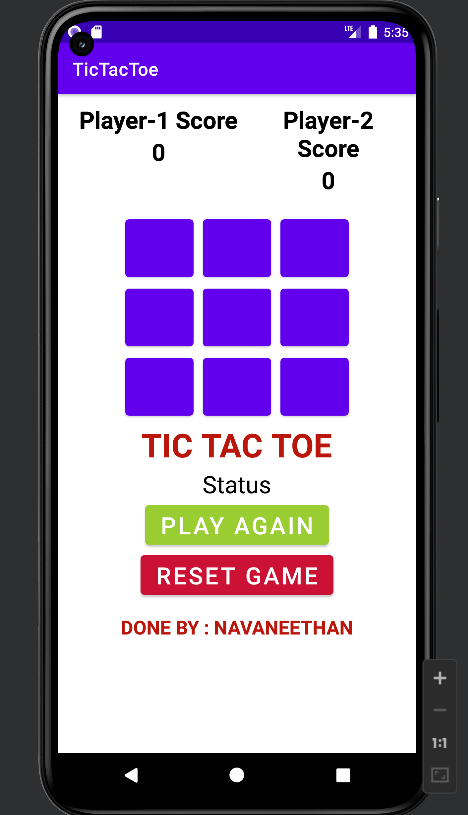 LTE 5:35
TicTacToe
Player-1 Score
0
Player-2
Score
0
TIC TAC TOE
Status
PLAY AGAIN
RESET GAME
DONE BY : NAVANEETHAN
1:1